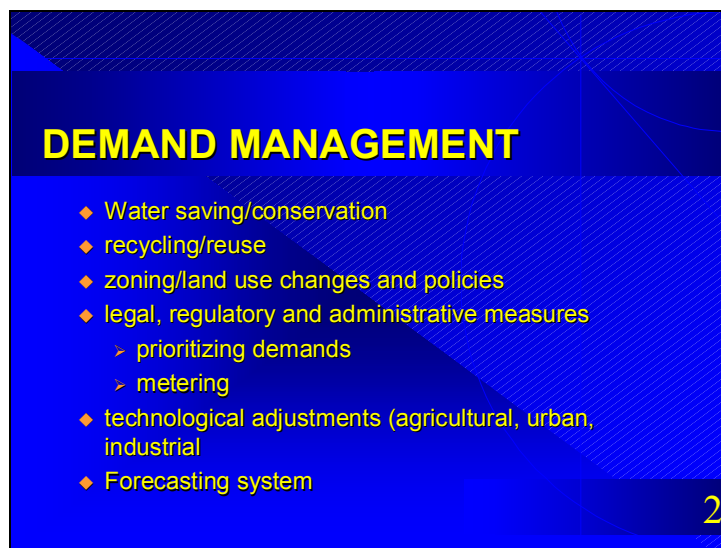 DEMAND MANAGEMENT
Water saving/conservation
recycling/reuse
zoning/land use changes and policies
legal, regulatory and administrative measures
prioritizing demands
metering
technological adjustments (agricultural, urban,
industrial
Forecasting system
2